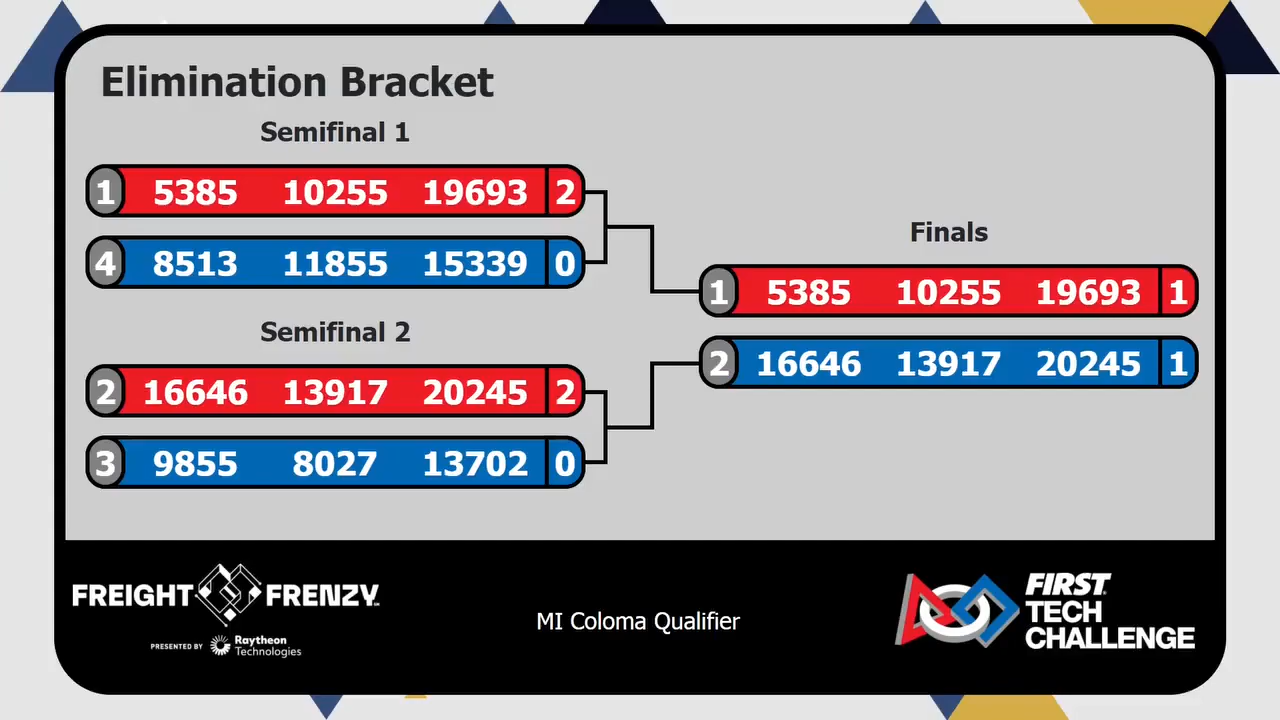 Elimination Bracket
Semifinal 1
1 5385 10255 19693 2
4 8513 11855 15339 0
Semifinal 2
2 16646 13917 20245 2
3 9855 8027 13702 0
Finals
1 5385 10255 19693 1
2 16646 13917 20245 1
FREIGHT FRENZY
PRESENTED BY Raytheon
Technologies
MI Coloma Qualifier
FIRST
TECH
CHALLENGE